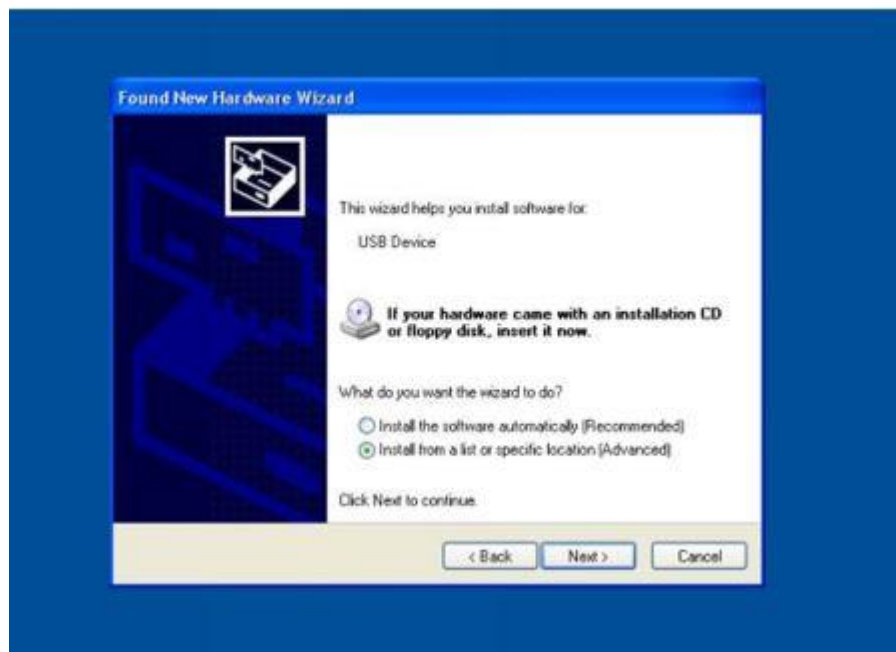 Found New Hardware Wizard
This wizard helps you install software for:
USB Device
If your hardware came with an installation CD
or floppy disk, insert it now.
What do you want the wizard to do?
Install the software automatically (Recommended)
Install from a list or specific location (Advanced)
Click Next to continue.
< Back Next > Cancel